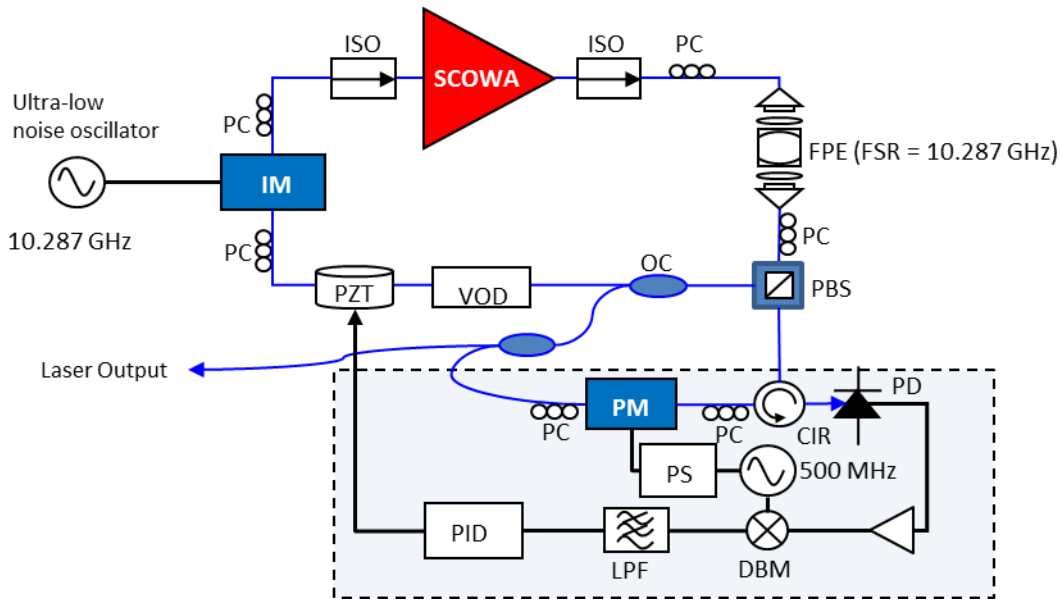 ISO
SCOWA
ISO
PC
Ultra-low
noise oscillator
PC
FPE (FSR = 10.287 GHz)
IM
10.287 GHz
PC
PC
OC
PZT
VOD
PBS
Laser Output
PM
PD
PC
PC
CIR
PS
500 MHz
PID
LPF
DBM